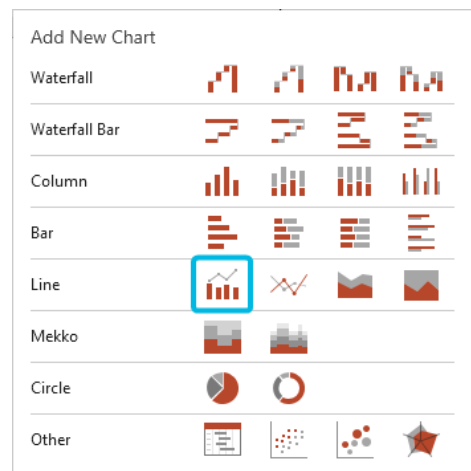 Add New Chart
Waterfall
Waterfall Bar
Column
Bar
Line
Mekko
Circle
Other